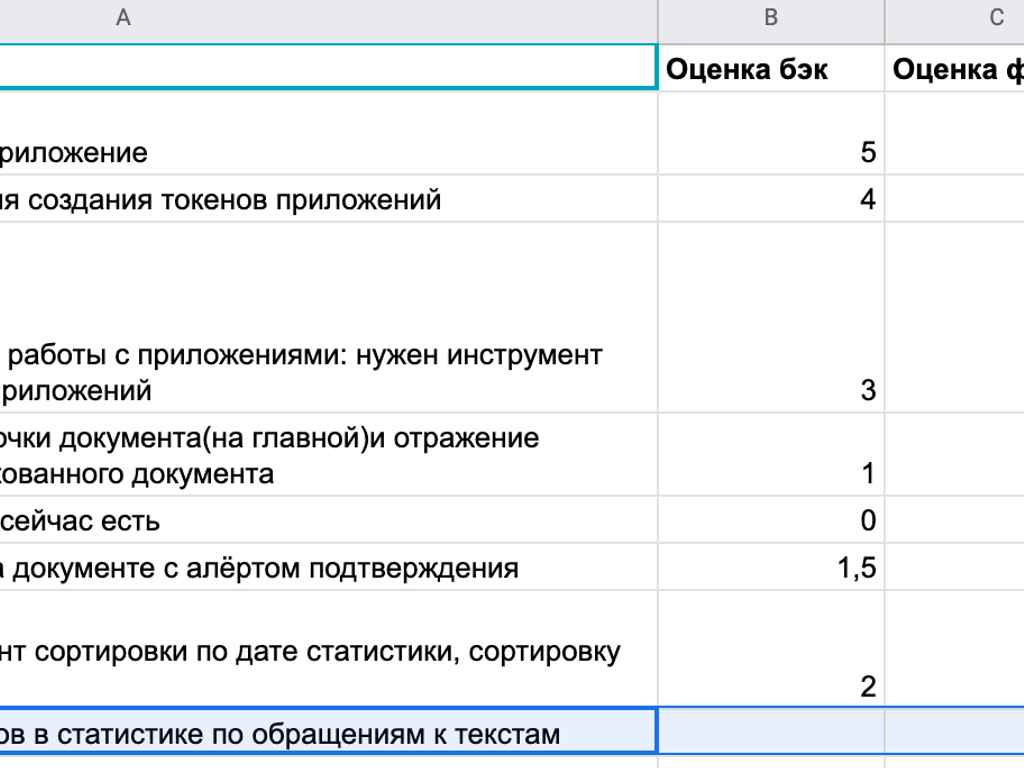 A B C
Оценка бэк Оценка ф
риложение 5
ия создания токенов приложений 4
работы с приложениями: нужен инструмент
риложений 3
очки документа(на главной)и отражение
кованного документа 1
сейчас есть 0
а документе с алёртом подтверждения 1,5
нт сортировки по дате статистики, сортировку
2
ов в статистике по обращениям к текстам